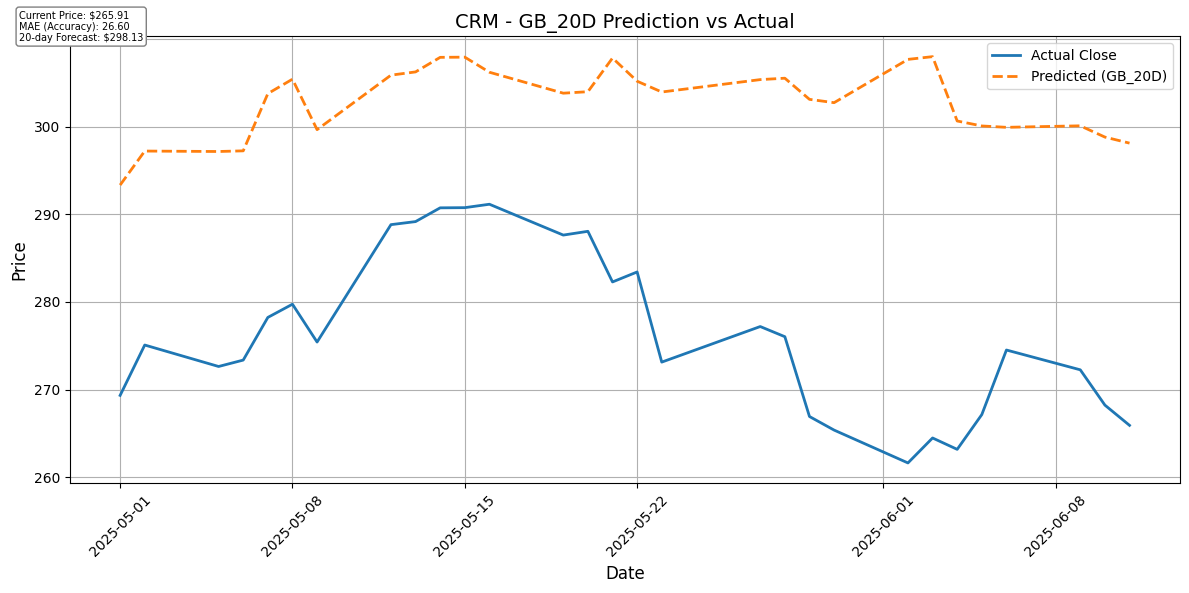 Current Price: $265.91
MAE (Accuracy): 26.60
20-day Forecast: $298.13
CRM - GB_20D Prediction vs Actual
Actual Close
Predicted (GB_20D)
Price
300
290
280
270
260
2025-05-01
2025-05-08
2025-05-15
2025-05-22
2025-06-01
2025-06-08
Date